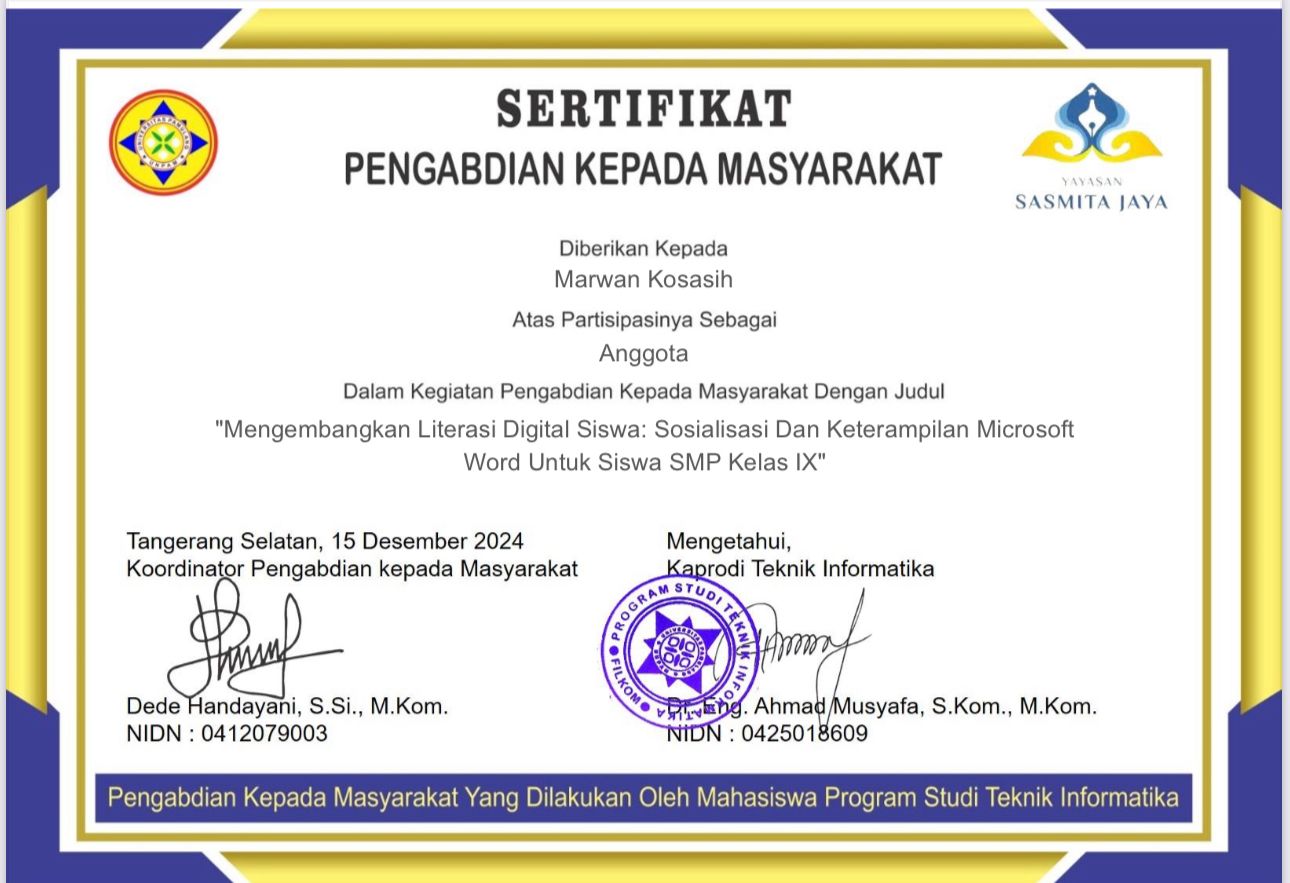 SERTIFIKAT
PENGABDIAN KEPADA MASYARAKAT
UNIVERSITAS PAMULANG
UNPAM
YAYASAN
SASMITA JAYA
Diberikan Kepada
Marwan Kosasih
Atas Partisipasinya Sebagai
Anggota
Dalam Kegiatan Pengabdian Kepada Masyarakat Dengan Judul
"Mengembangkan Literasi Digital Siswa: Sosialisasi Dan Keterampilan Microsoft
Word Untuk Siswa SMP Kelas IX"
Tangerang Selatan, 15 Desember 2024
Koordinator Pengabdian kepada Masyarakat
Dede Handayani, S.Si., M.Kom.
NIDN : 0412079003
Mengetahui,
Kaprodi Teknik Informatika
PROGRAM STUDI TEKNIK INFORMATIKA
FILKOM
Dr. Eng. Ahmad Musyafa, S.Kom., M.Kom.
NIDN : 0425018609
Pengabdian Kepada Masyarakat Yang Dilakukan Oleh Mahasiswa Program Studi Teknik Informatika